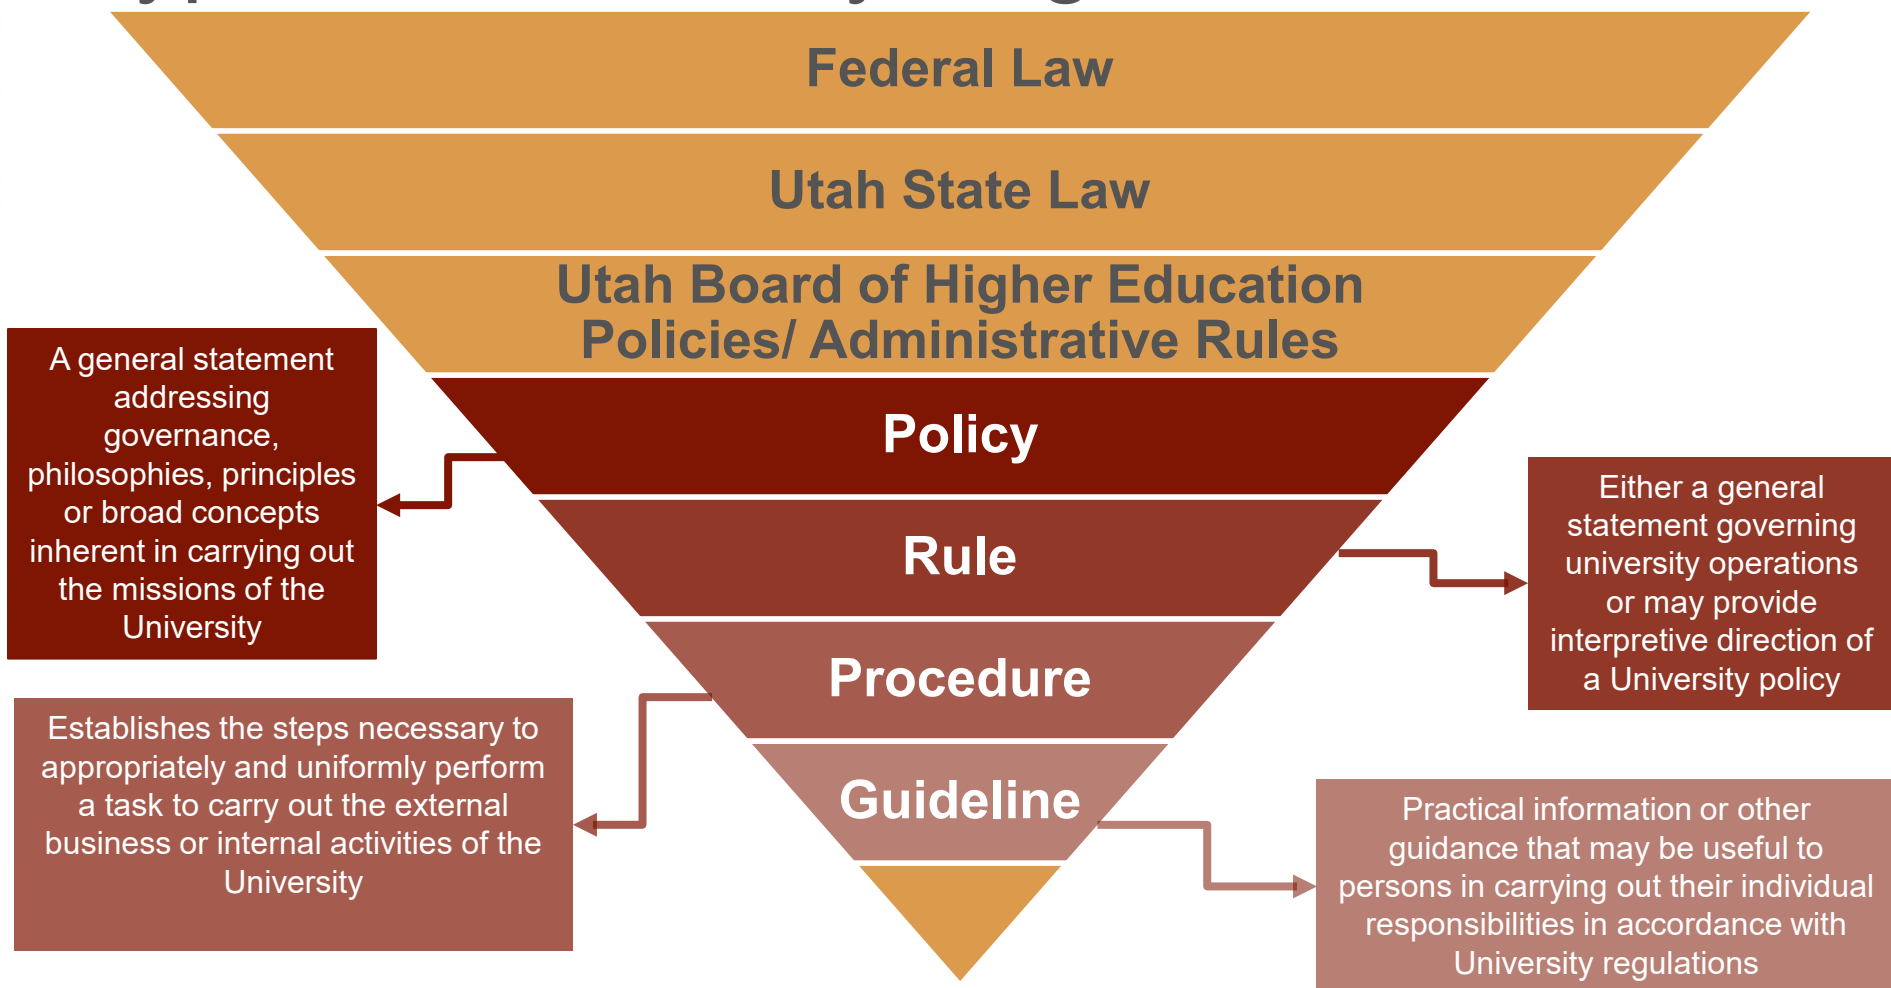 Federal Law
Utah State Law
Utah Board of Higher Education
Policies/ Administrative Rules
A general statement
addressing
governance,
philosophies, principles
or broad concepts
inherent in carrying out
the missions of the
University
Policy
Rule
Either a general
statement governing
university operations
or may provide
interpretive direction of
a University policy
Procedure
Establishes the steps necessary to
appropriately and uniformly perform
a task to carry out the external
business or internal activities of the
University
Guideline
Practical information or other
guidance that may be useful to
persons in carrying out their individual
responsibilities in accordance with
University regulations